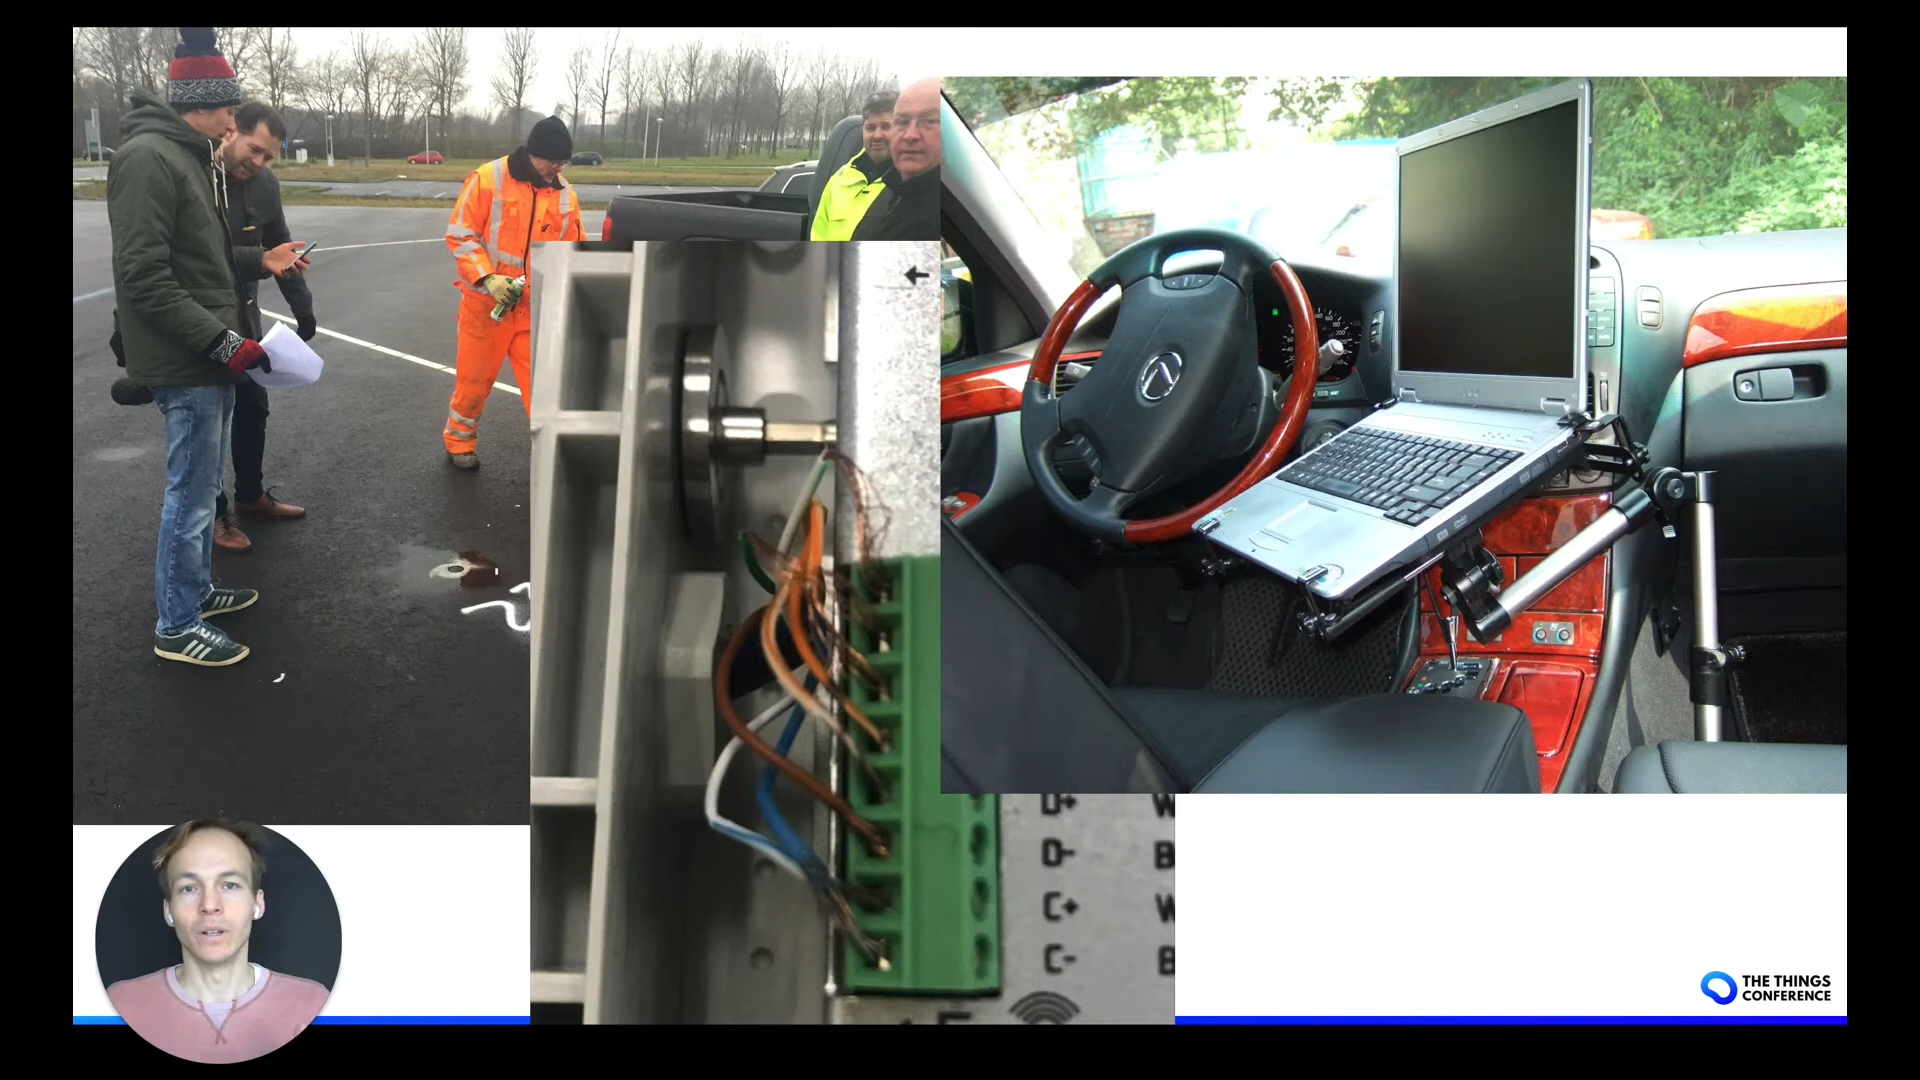 D+ W
D- B
C+ W
C- B
THE THINGS
CONFERENCE